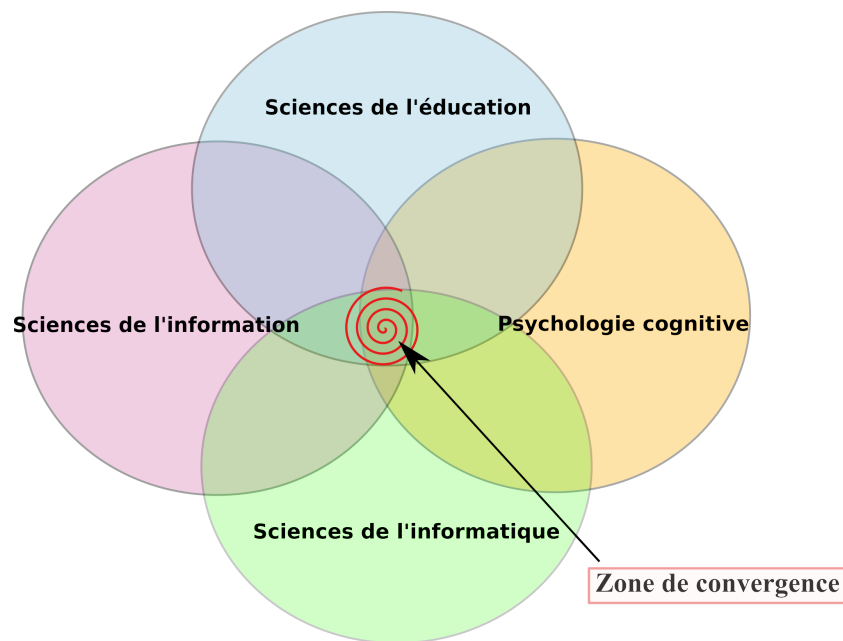 Sciences de l'éducation
Sciences de l'information
Psychologie cognitive
Sciences de l'informatique
Zone de convergence